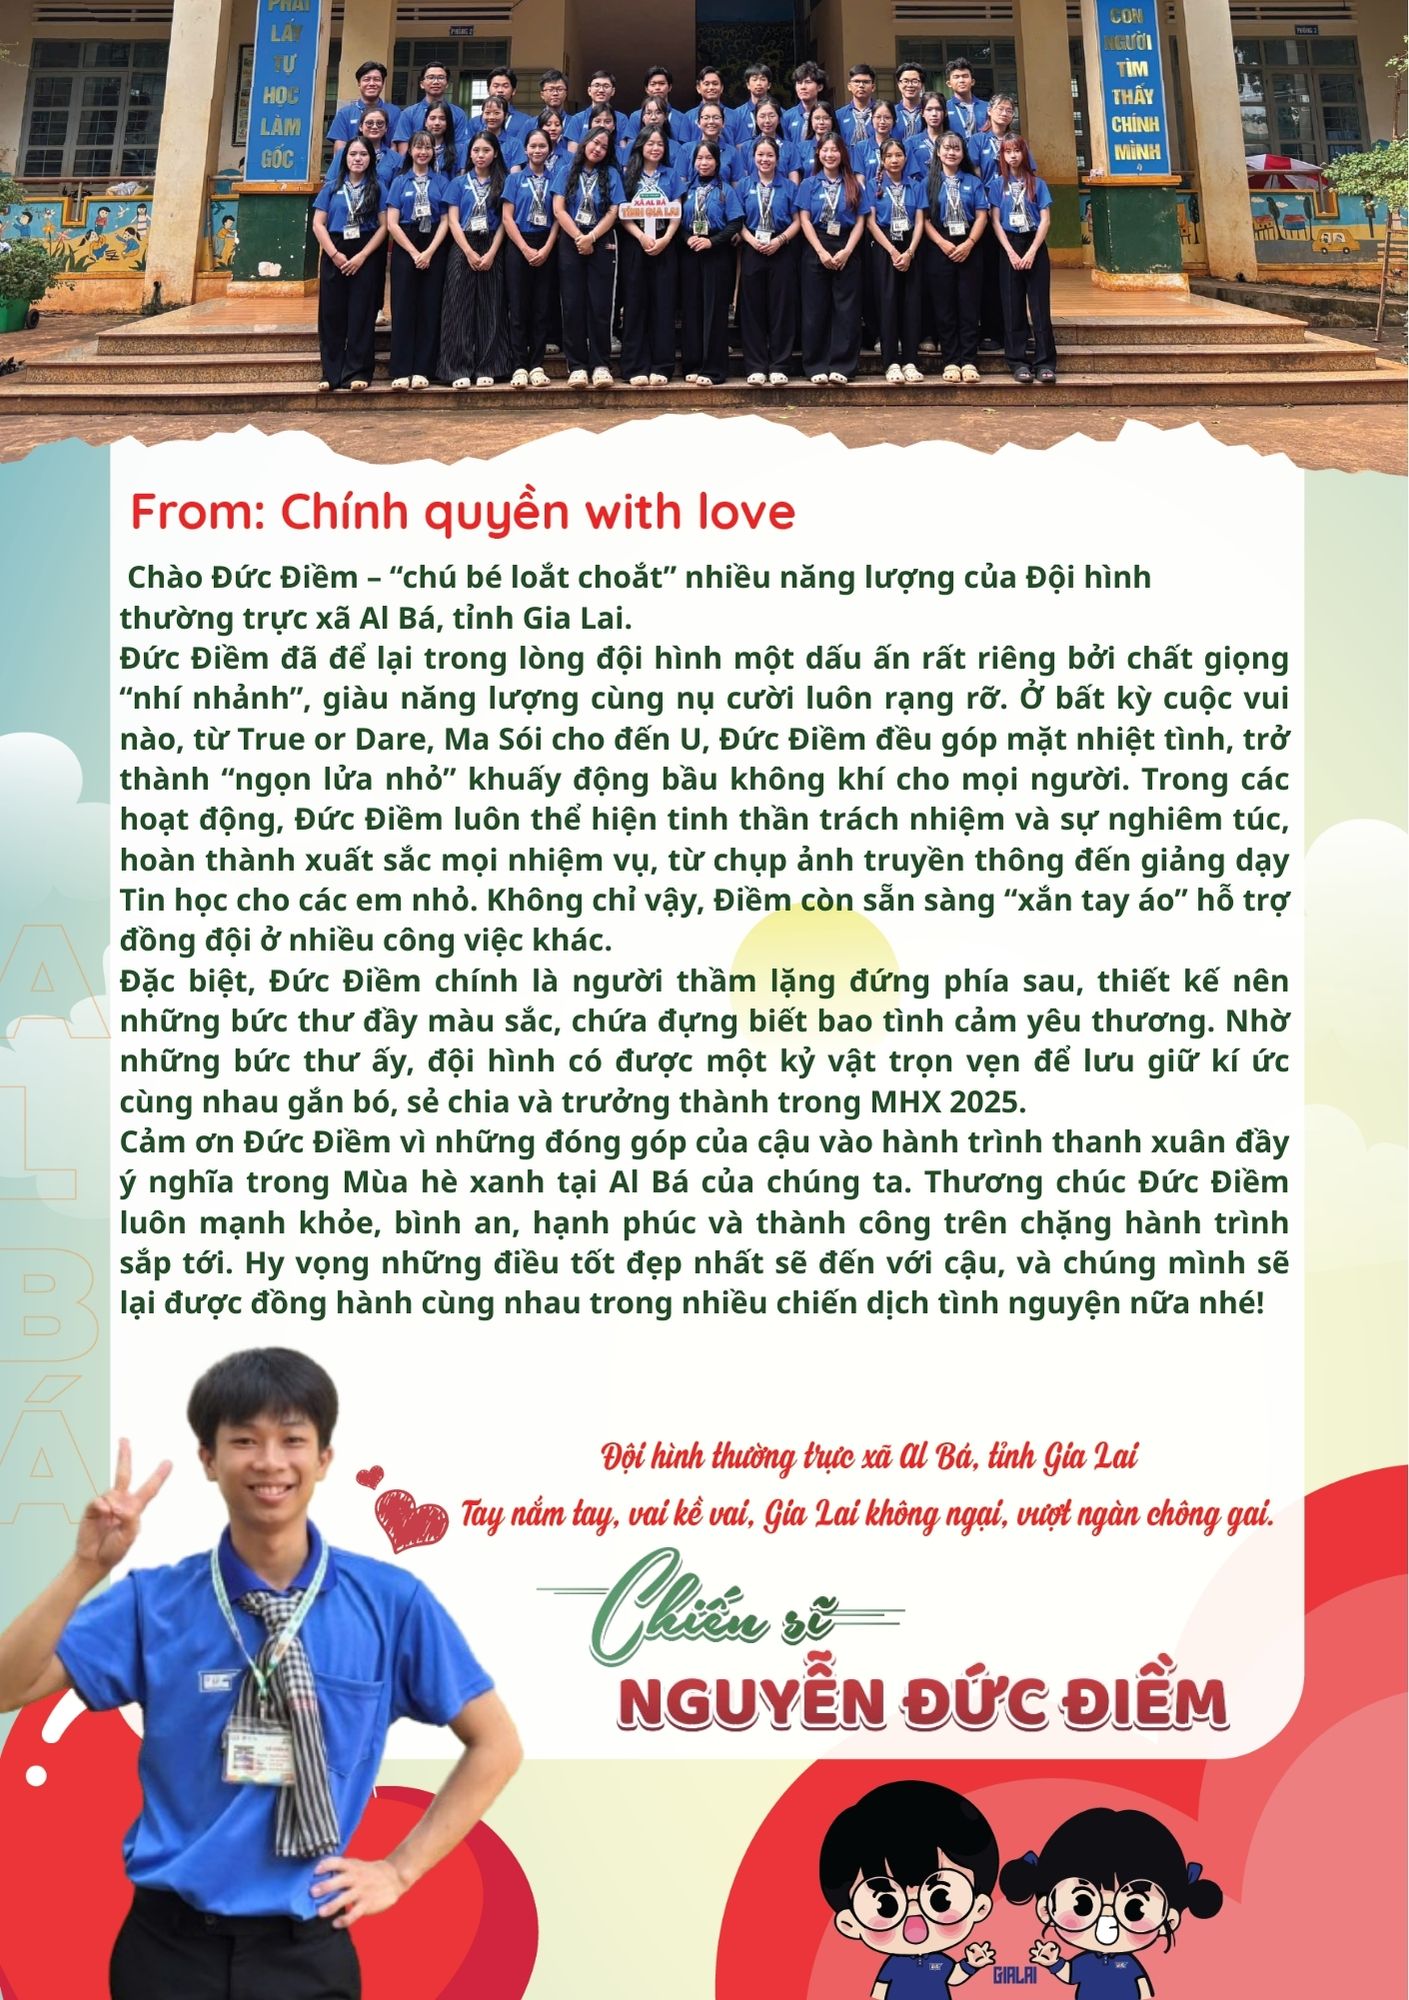 PHẢI
LẤY
TỰ
HỌC
LÀM
GỐC
PHÒNG 2
CON
NGƯỜI
TÌM
THẤY
CHÍNH
MÌNH
XÃ AL BÁ
TỈNH GIA LAI
From: Chính quyền with love
Chào Đức Điềm – “chú bé loắt choắt” nhiều năng lượng của Đội hình
thường trực xã Al Bá, tỉnh Gia Lai.
Đức Điềm đã để lại trong lòng đội hình một dấu ấn rất riêng bởi chất giọng
“nhí nhảnh”, giàu năng lượng cùng nụ cười luôn rạng rỡ. Ở bất kỳ cuộc vui
nào, từ True or Dare, Ma Sói cho đến U, Đức Điềm đều góp mặt nhiệt tình, trở
thành “ngọn lửa nhỏ” khuấy động bầu không khí cho mọi người. Trong các
hoạt động, Đức Điềm luôn thể hiện tinh thần trách nhiệm và sự nghiêm túc,
hoàn thành xuất sắc mọi nhiệm vụ, từ chụp ảnh truyền thông đến giảng dạy
Tin học cho các em nhỏ. Không chỉ vậy, Điềm còn sẵn sàng “xắn tay áo” hỗ trợ
đồng đội ở nhiều công việc khác.
Đặc biệt, Đức Điềm chính là người thầm lặng đứng phía sau, thiết kế nên
những bức thư đầy màu sắc, chứa đựng biết bao tình cảm yêu thương. Nhờ
những bức thư ấy, đội hình có được một kỷ vật trọn vẹn để lưu giữ kí ức
cùng nhau gắn bó, sẻ chia và trưởng thành trong MHX 2025.
Cảm ơn Đức Điềm vì những đóng góp của cậu vào hành trình thanh xuân đầy
ý nghĩa trong Mùa hè xanh tại Al Bá của chúng ta. Thương chúc Đức Điềm
luôn mạnh khỏe, bình an, hạnh phúc và thành công trên chặng hành trình
sắp tới. Hy vọng những điều tốt đẹp nhất sẽ đến với cậu, và chúng mình sẽ
lại được đồng hành cùng nhau trong nhiều chiến dịch tình nguyện nữa nhé!
AL BÁ
Đội hình thường trực xã Al Bá, tỉnh Gia Lai
Tay nắm tay, vai kề vai, Gia Lai không ngại, vượt ngàn chông gai.
Chiến sĩ
NGUYỄN ĐỨC ĐIỀM
GIALAI